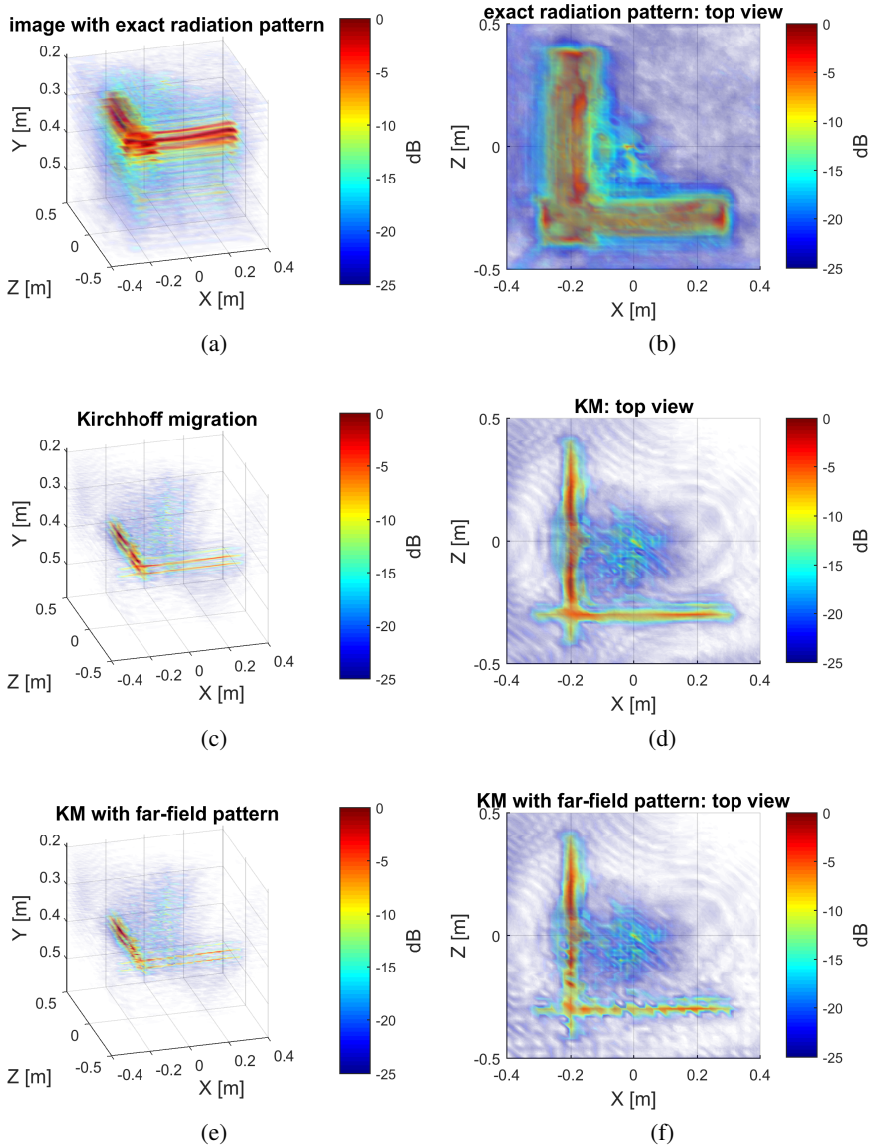 image with exact radiation pattern
0.2
0.3
0.4
0.5
Y [m]
0.5
0
-0.5
Z [m]
-0.4
-0.2
0
0.2
0.4
X [m]
0
-5
-10
-15
-20
-25
dB
(a)
exact radiation pattern: top view
0.5
0
-0.5
Z [m]
-0.4
-0.2
0
0.2
0.4
X [m]
0
-5
-10
-15
-20
-25
dB
(b)
Kirchhoff migration
0.2
0.3
0.4
0.5
Y [m]
0.5
0
-0.5
Z [m]
-0.4
-0.2
0
0.2
0.4
X [m]
0
-5
-10
-15
-20
-25
dB
(c)
KM: top view
0.5
0
-0.5
Z [m]
-0.4
-0.2
0
0.2
0.4
X [m]
0
-5
-10
-15
-20
-25
dB
(d)
KM with far-field pattern
0.2
0.3
0.4
0.5
Y [m]
0.5
0
-0.5
Z [m]
-0.4
-0.2
0
0.2
0.4
X [m]
0
-5
-10
-15
-20
-25
dB
(e)
KM with far-field pattern: top view
0.5
0
-0.5
Z [m]
-0.4
-0.2
0
0.2
0.4
X [m]
0
-5
-10
-15
-20
-25
dB
(f)